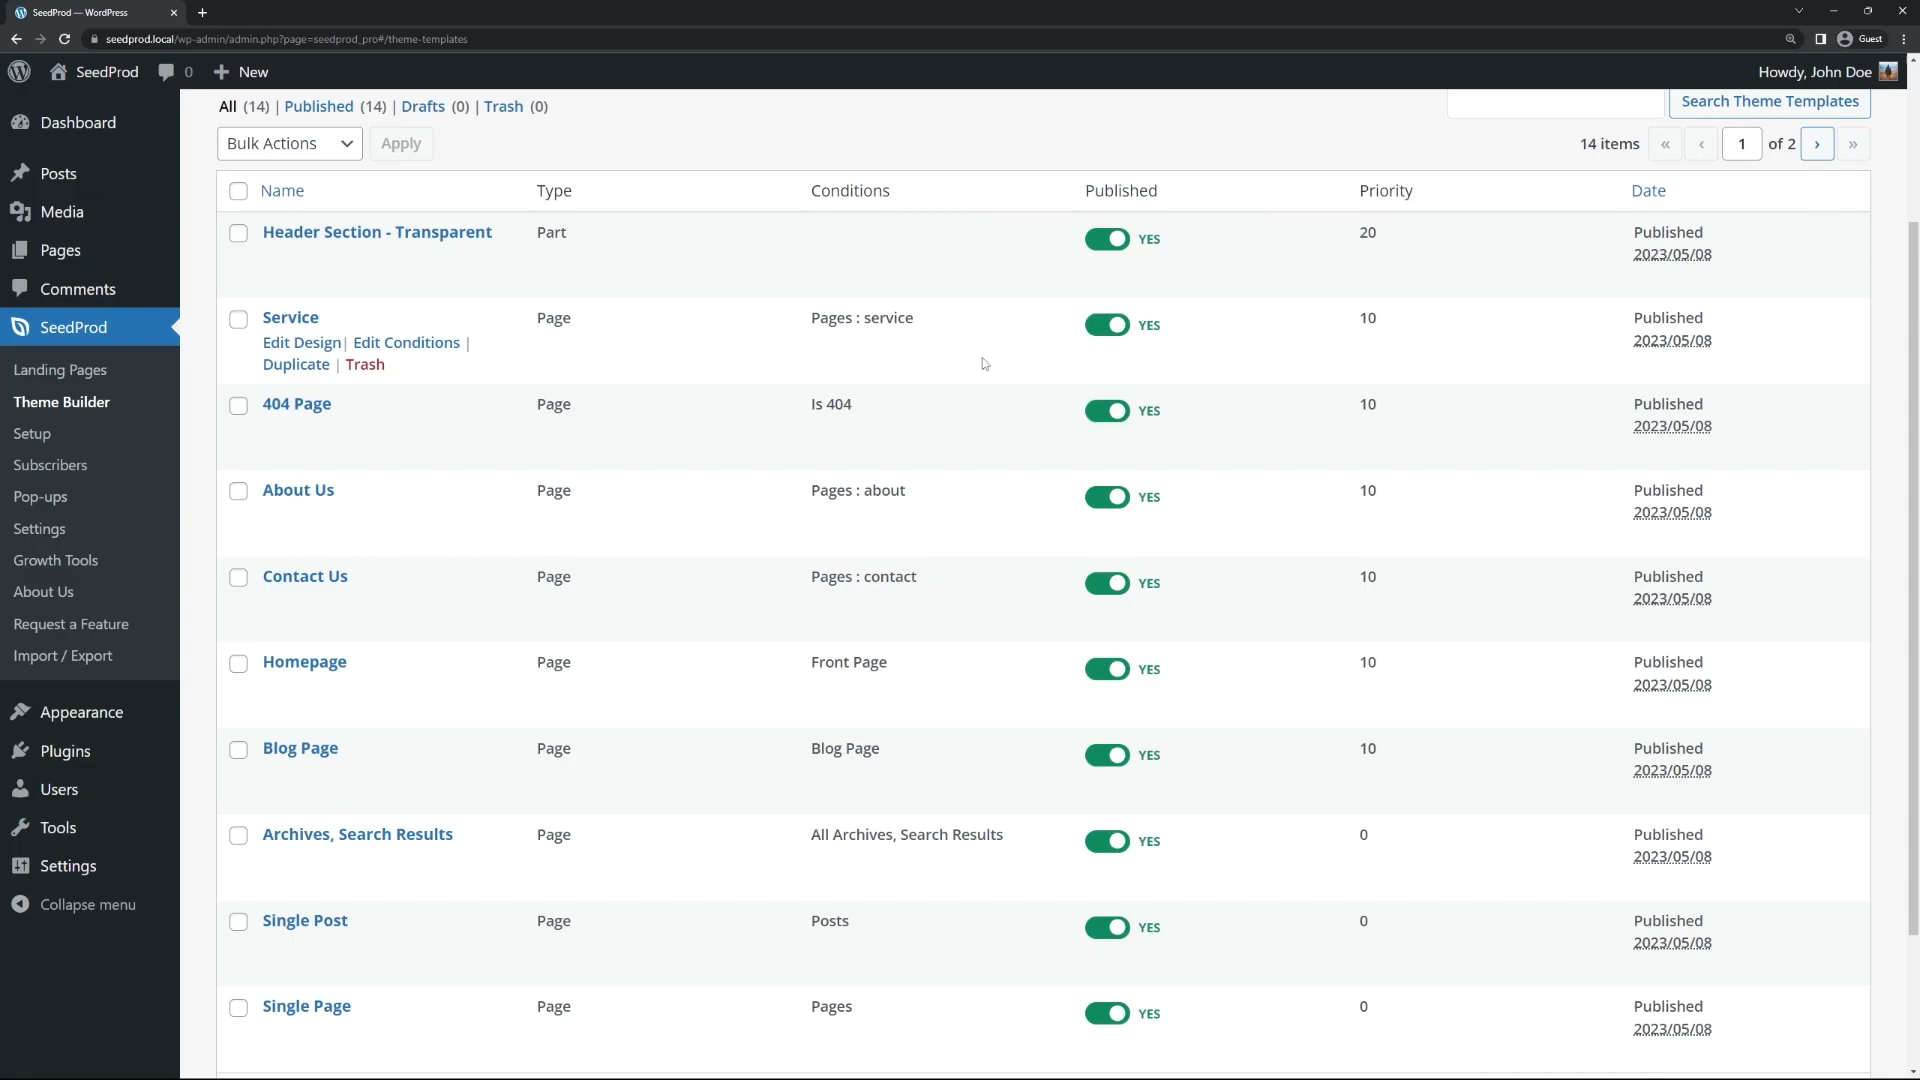 SeedProd — WordPress
seedprod.local/wp-admin/admin.php?page=seedprod_pro#/theme-templates
Guest
SeedProd 0 New
Howdy, John Doe
Dashboard
Posts
Media
Pages
Comments
SeedProd
Landing Pages
Theme Builder
Setup
Subscribers
Pop-ups
Settings
Growth Tools
About Us
Request a Feature
Import / Export
Appearance
Plugins
Users
Tools
Settings
Collapse menu
All (14) | Published (14) | Drafts (0) | Trash (0)
Search Theme Templates
Bulk Actions Apply
14 items « ‹ 1 of 2 › »
Name Type Conditions Published Priority Date
Header Section - Transparent Part YES 20 Published
2023/05/08
Service Page Pages : service YES 10 Published
Edit Design | Edit Conditions | 2023/05/08
Duplicate | Trash
404 Page Page Is 404 YES 10 Published
2023/05/08
About Us Page Pages : about YES 10 Published
2023/05/08
Contact Us Page Pages : contact YES 10 Published
2023/05/08
Homepage Page Front Page YES 10 Published
2023/05/08
Blog Page Page Blog Page YES 10 Published
2023/05/08
Archives, Search Results Page All Archives, Search Results YES 0 Published
2023/05/08
Single Post Page Posts YES 0 Published
2023/05/08
Single Page Page Pages YES 0 Published
2023/05/08